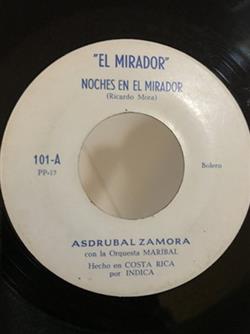 "EL MIRADOR"
NOCHES EN EL MIRADOR
(Ricardo Mora)
101-A
PP-17
Bolero
ASDRUBAL ZAMORA
con la Orquesta MARIBAL
Hecho en COSTA RICA
por INDICA